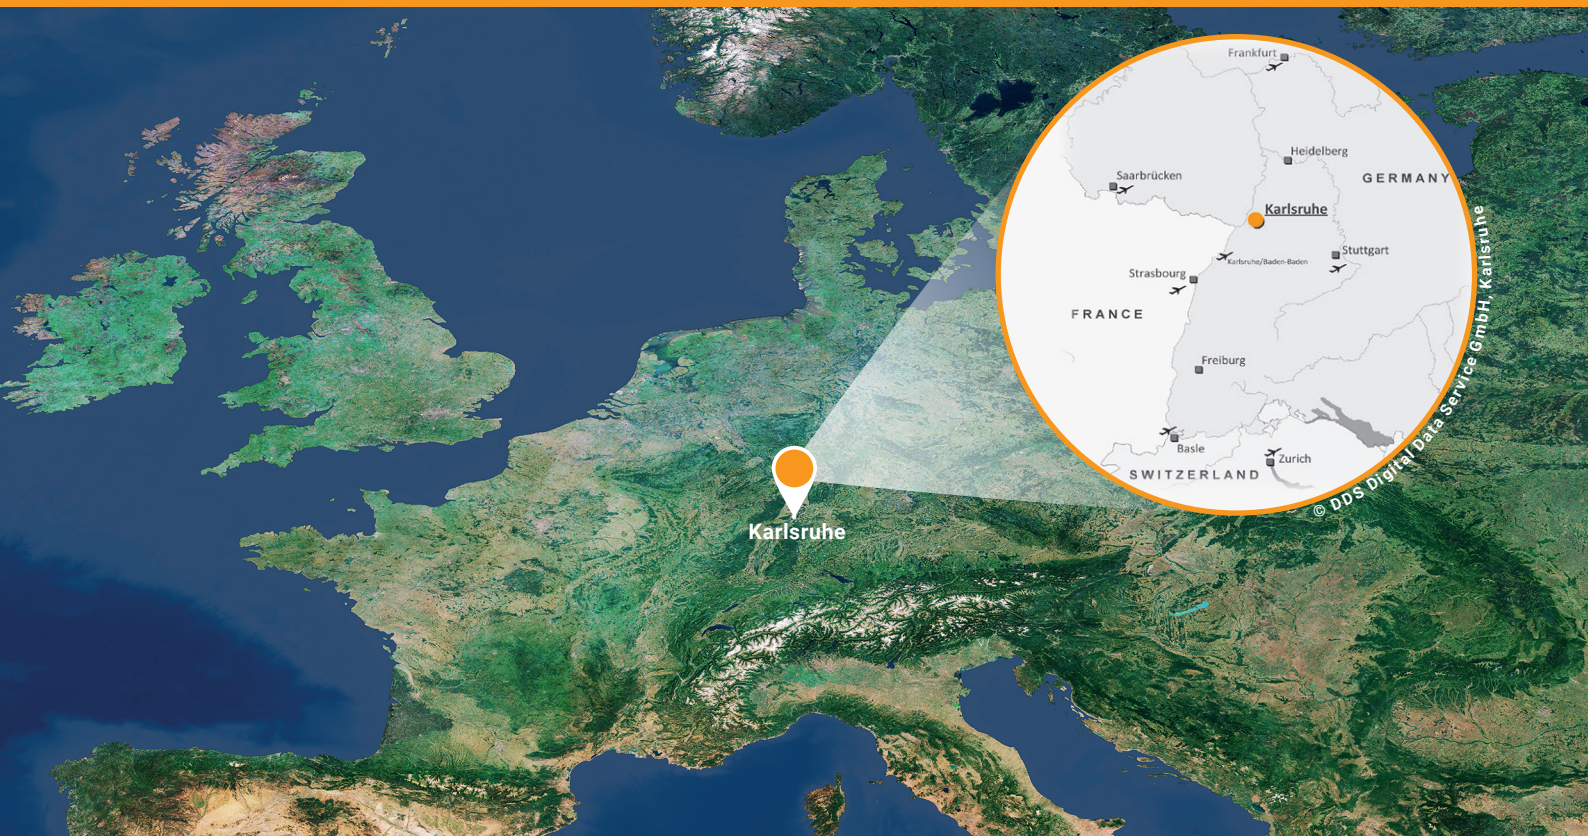 Frankfurt
Heidelberg
GERMANY
Saarbrücken
Karlsruhe
Stuttgart
Karlsruhe/Baden-Baden
Strasbourg
FRANCE
Freiburg
Basle
Zurich
SWITZERLAND
© DDS Digital Data Service GmbH, Karlsruhe
Karlsruhe